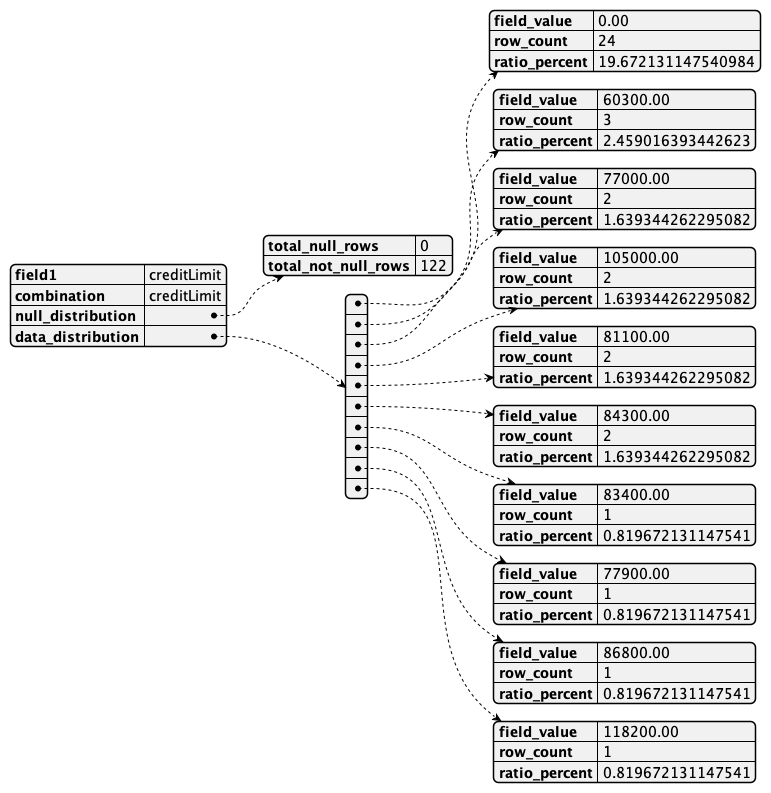 field1 creditLimit
combination creditLimit
null_distribution
data_distribution
total_null_rows 0
total_not_null_rows 122
field_value 0.00
row_count 24
ratio_percent 19.672131147540984
field_value 60300.00
row_count 3
ratio_percent 2.459016393442623
field_value 77000.00
row_count 2
ratio_percent 1.639344262295082
field_value 105000.00
row_count 2
ratio_percent 1.639344262295082
field_value 81100.00
row_count 2
ratio_percent 1.639344262295082
field_value 84300.00
row_count 2
ratio_percent 1.639344262295082
field_value 83400.00
row_count 1
ratio_percent 0.819672131147541
field_value 77900.00
row_count 1
ratio_percent 0.819672131147541
field_value 86800.00
row_count 1
ratio_percent 0.819672131147541
field_value 118200.00
row_count 1
ratio_percent 0.819672131147541